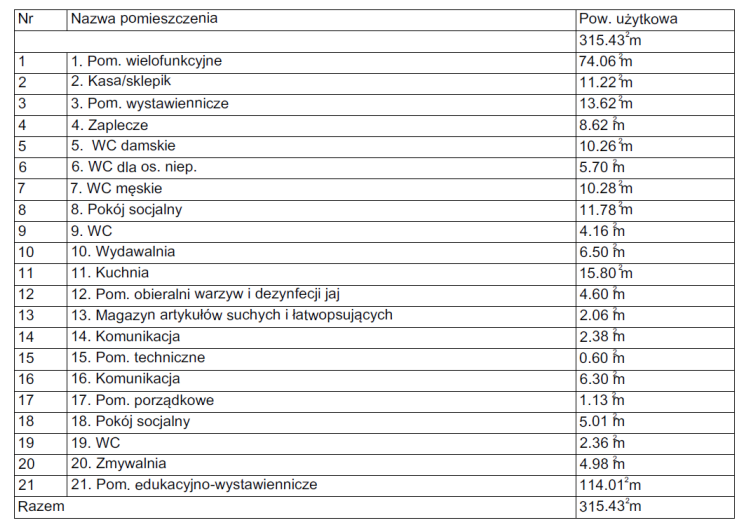 Nr Nazwa pomieszczenia Pow. użytkowa
315.43 m²
1 1. Pom. wielofunkcyjne 74.06 m²
2 2. Kasa/sklepik 11.22 m²
3 3. Pom. wystawiennicze 13.62 m²
4 4. Zaplecze 8.62 m²
5 5. WC damskie 10.26 m²
6 6. WC dla os. niep. 5.70 m²
7 7. WC męskie 10.28 m²
8 8. Pokój socjalny 11.78 m²
9 9. WC 4.16 m²
10 10. Wydawalnia 6.50 m²
11 11. Kuchnia 15.80 m²
12 12. Pom. obieralni warzyw i dezynfecji jaj 4.60 m²
13 13. Magazyn artykułów suchych i łatwopsujących 2.06 m²
14 14. Komunikacja 2.38 m²
15 15. Pom. techniczne 0.60 m²
16 16. Komunikacja 6.30 m²
17 17. Pom. porządkowe 1.13 m²
18 18. Pokój socjalny 5.01 m²
19 19. WC 2.36 m²
20 20. Zmywalnia 4.98 m²
21 21. Pom. edukacyjno-wystawiennicze 114.01 m²
Razem 315.43 m²